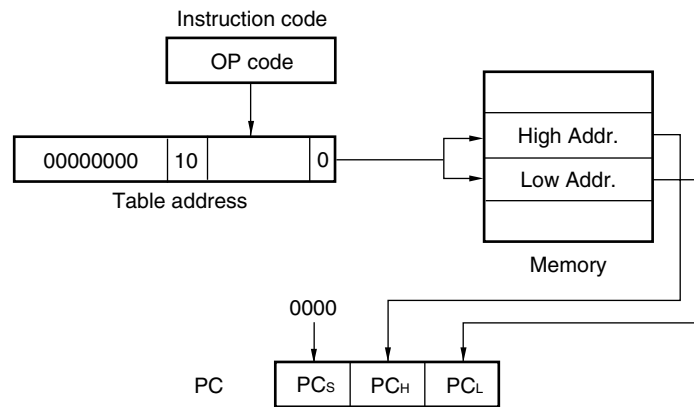 Instruction code
OP code
00000000 10 0
Table address
High Addr.
Low Addr.
Memory
0000
PC PCS PCH PCL